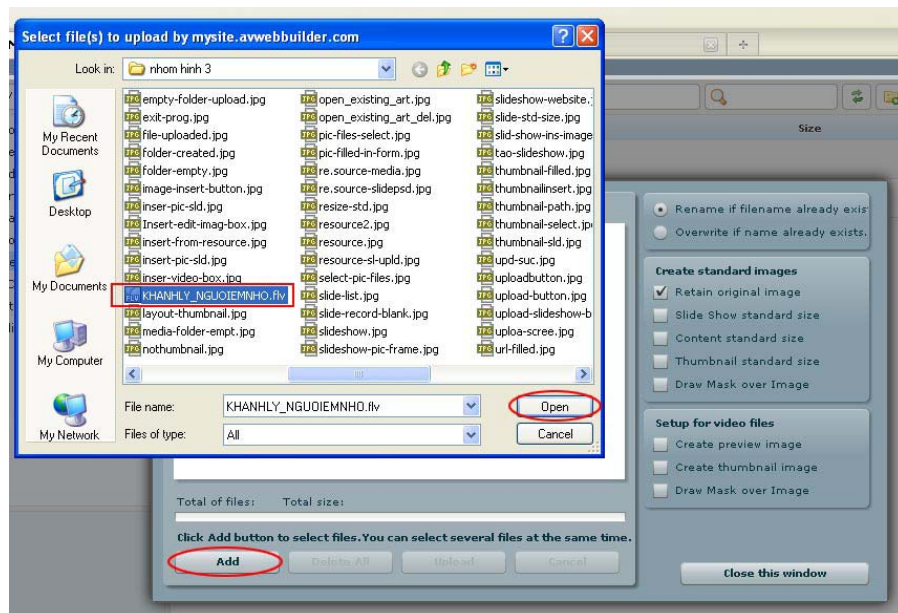 Select file(s) to upload by mysite.avwebbuilder.com
Look in:
nhom hinh 3
My Recent Documents
Desktop
My Documents
My Computer
My Network
empty-folder-upload.jpg
exit-prog.jpg
file-uploaded.jpg
folder-created.jpg
folder-empty.jpg
image-insert-button.jpg
inser-pic-sld.jpg
Insert-edit-imag-box.jpg
insert-from-resource.jpg
insert-pic-sld.jpg
inser-video-box.jpg
KHANHLY_NGUOIEMNHO.flv
layout-thumbnail.jpg
media-folder-empt.jpg
nothumbnail.jpg
open_existing_art.jpg
open_existing_art_del.jpg
pic-files-select.jpg
pic-filled-in-form.jpg
re.source-media.jpg
re.source-slidepsd.jpg
resize-std.jpg
resource2.jpg
resource.jpg
resource-sl-upld.jpg
select-pic-files.jpg
slide-list.jpg
slide-record-blank.jpg
slideshow.jpg
slideshow-pic-frame.jpg
slideshow-website.
slide-std-size.jpg
slid-show-ins-image
tao-slideshow.jpg
thumbnail-filled.jpg
thumbnailinsert.jpg
thumbnail-path.jpg
thumbnail-select.jp
thumbnail-sld.jpg
upd-suc.jpg
uploadbutton.jpg
upload-button.jpg
upload-slideshow-b
uploa-scree.jpg
url-filled.jpg
File name:
KHANHLY_NGUOIEMNHO.flv
Open
Files of type:
All
Cancel
Size
Rename if filename already exis
Overwrite if name already exists.
Create standard images
Retain original image
Slide Show standard size
Content standard size
Thumbnail standard size
Draw Mask over Image
Setup for video files
Create preview image
Create thumbnail image
Draw Mask over Image
Total of files: Total size:
Click Add button to select files.You can select several files at the same time.
Add
Delete All
Upload
Cancel
Close this window